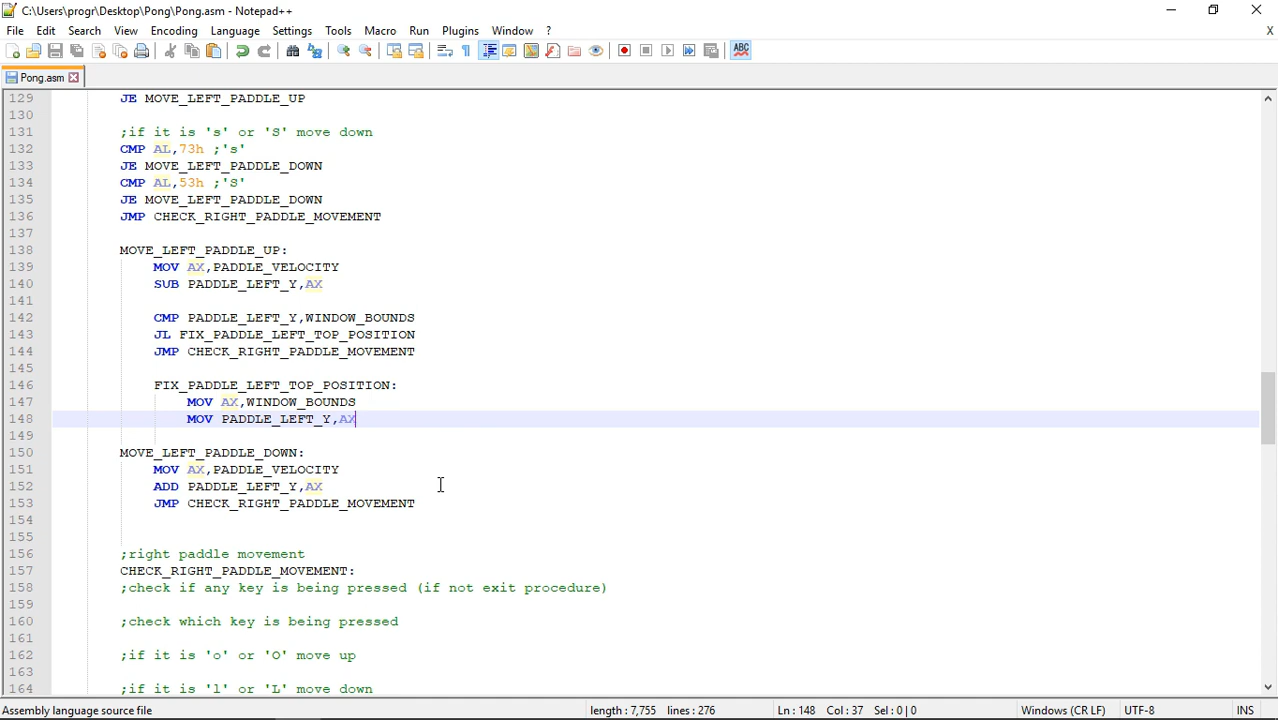 C:\Users\progr\Desktop\Pong\Pong.asm - Notepad++
File Edit Search View Encoding Language Settings Tools Macro Run Plugins Window ? X
ABC
Pong.asm
129 JE MOVE_LEFT_PADDLE_UP
130
131 ;if it is 's' or 'S' move down
132 CMP AL,73h ;'s'
133 JE MOVE_LEFT_PADDLE_DOWN
134 CMP AL,53h ;'S'
135 JE MOVE_LEFT_PADDLE_DOWN
136 JMP CHECK_RIGHT_PADDLE_MOVEMENT
137
138 MOVE_LEFT_PADDLE_UP:
139 MOV AX,PADDLE_VELOCITY
140 SUB PADDLE_LEFT_Y,AX
141
142 CMP PADDLE_LEFT_Y,WINDOW_BOUNDS
143 JL FIX_PADDLE_LEFT_TOP_POSITION
144 JMP CHECK_RIGHT_PADDLE_MOVEMENT
145
146 FIX_PADDLE_LEFT_TOP_POSITION:
147 MOV AX,WINDOW_BOUNDS
148 MOV PADDLE_LEFT_Y,AX
149
150 MOVE_LEFT_PADDLE_DOWN:
151 MOV AX,PADDLE_VELOCITY
152 ADD PADDLE_LEFT_Y,AX
153 JMP CHECK_RIGHT_PADDLE_MOVEMENT
154
155
156 ;right paddle movement
157 CHECK_RIGHT_PADDLE_MOVEMENT:
158 ;check if any key is being pressed (if not exit procedure)
159
160 ;check which key is being pressed
161
162 ;if it is 'o' or 'O' move up
163
164 ;if it is 'l' or 'L' move down
Assembly language source file length : 7,755 lines : 276 Ln : 148 Col : 37 Sel : 0 | 0 Windows (CR LF) UTF-8 INS